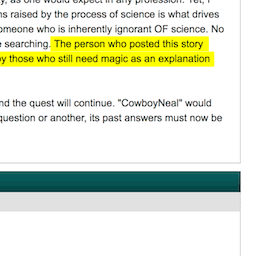 y, as one would expect in any profession. Yet, I
ns raised by the process of science is what drives
omeone who is inherently ignorant OF science. No
e searching. The person who posted this story
by those who still need magic as an explanation
nd the quest will continue. "CowboyNeal" would
question or another, its past answers must now be